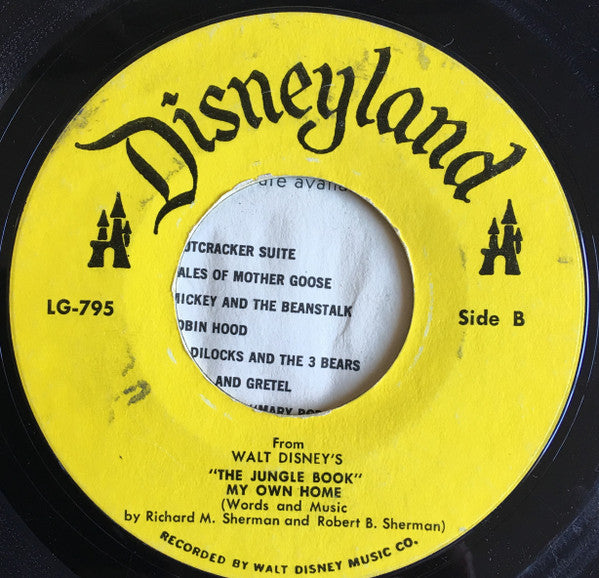 Disneyland
are availa
UTCRACKER SUITE
ALES OF MOTHER GOOSE
MICKEY AND THE BEANSTALK
OBIN HOOD
DILOCKS AND THE 3 BEARS
AND GRETEL
LG-795
Side B
From
WALT DISNEY'S
"THE JUNGLE BOOK"
MY OWN HOME
(Words and Music
by Richard M. Sherman and Robert B. Sherman)
RECORDED BY WALT DISNEY MUSIC CO.